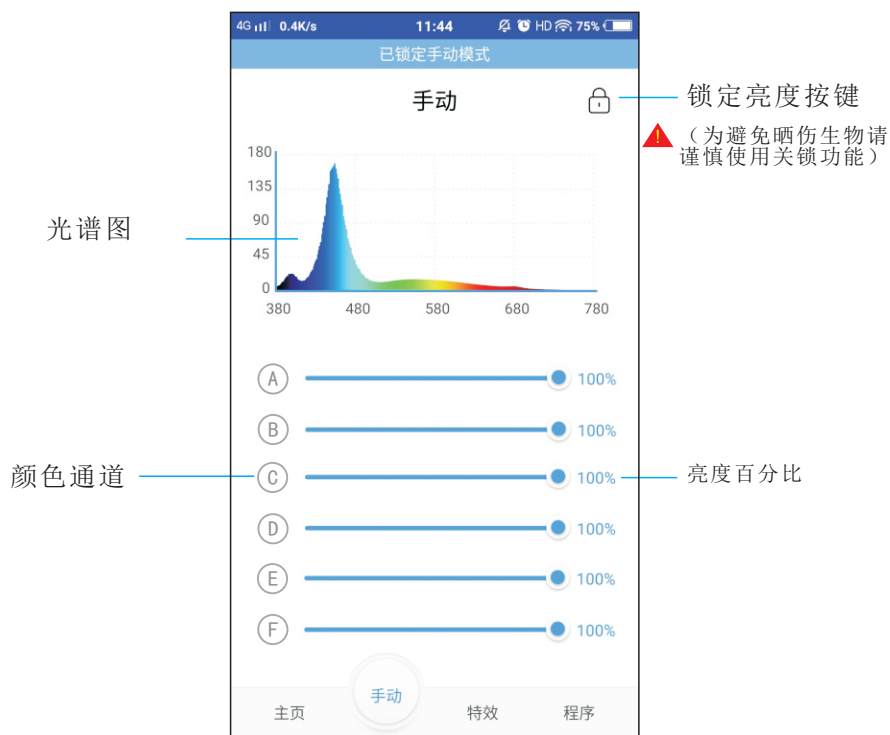 4G 0.4K/s 11:44 HD 75%
已锁定手动模式
手动
锁定亮度按键
（为避免晒伤生物请
谨慎使用关锁功能）
180
135
90
45
0
380 480 580 680 780
光谱图
A 100%
B 100%
颜色通道
C 100%
亮度百分比
D 100%
E 100%
F 100%
主页 手动 特效 程序